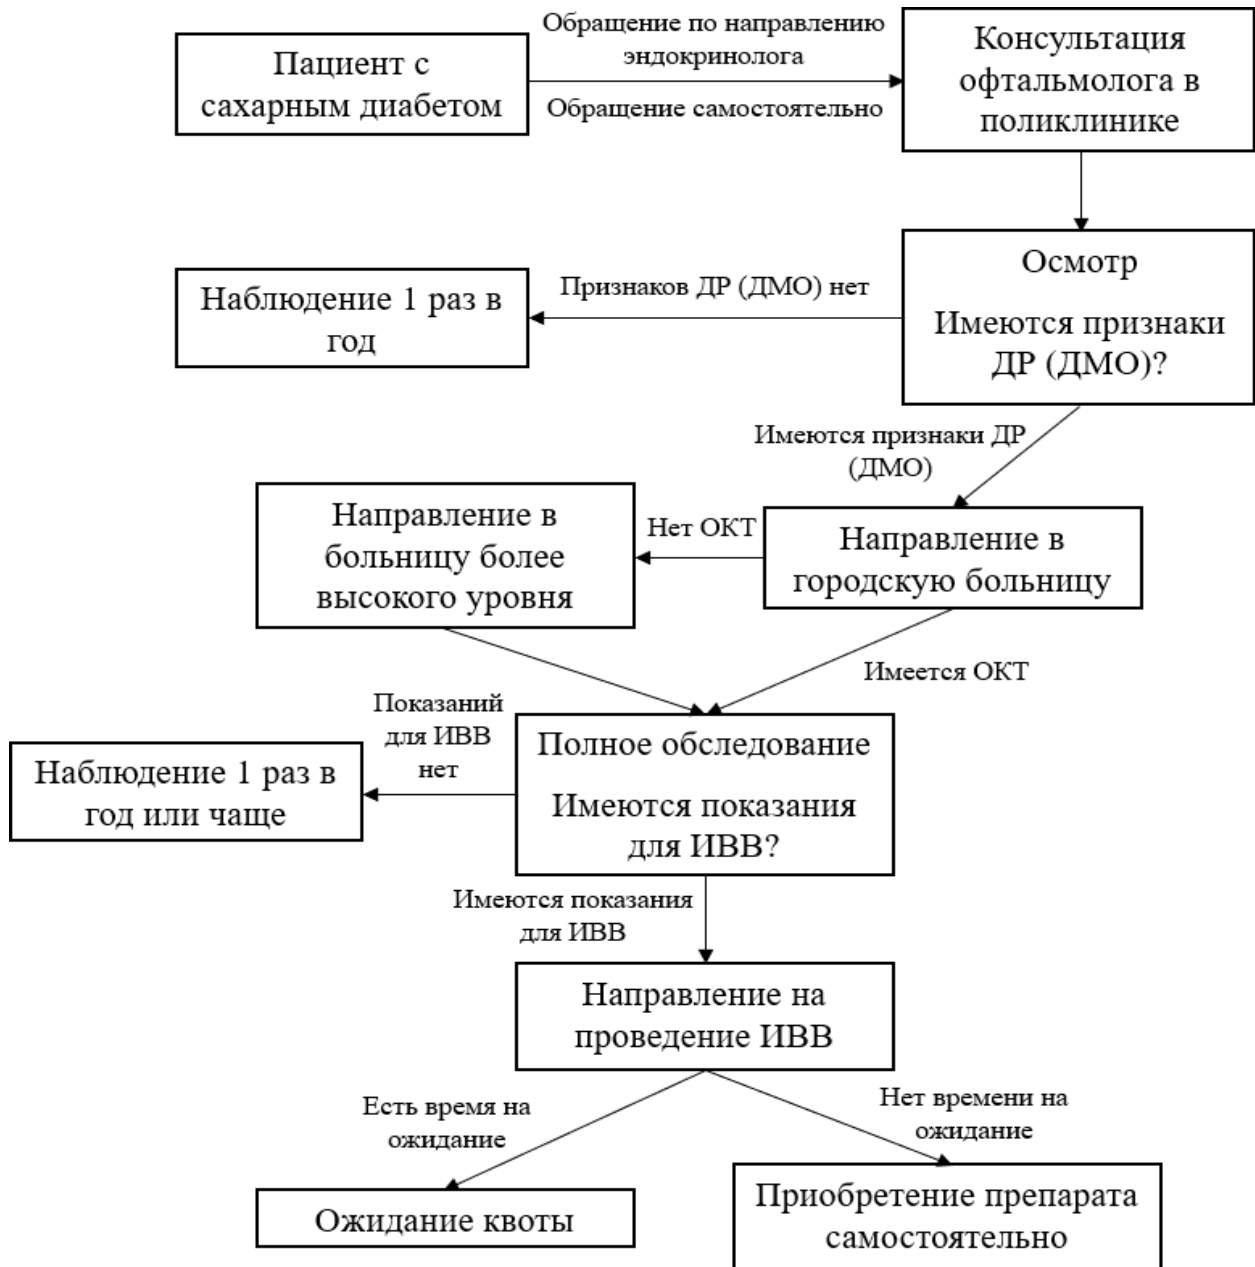 Пациент с
сахарным диабетом
Обращение по направлению
эндокринолога
Обращение самостоятельно
Консультация
офтальмолога в
поликлинике
Осмотр
Имеются признаки
ДР (ДМО)?
Признаков ДР (ДМО) нет
Наблюдение 1 раз в
год
Имеются признаки ДР
(ДМО)
Направление в
городскую больницу
Нет ОКТ
Направление в
больницу более
высокого уровня
Имеется ОКТ
Полное обследование
Имеются показания
для ИВВ?
Показаний
для ИВВ
нет
Наблюдение 1 раз в
год или чаще
Имеются показания
для ИВВ
Направление на
проведение ИВВ
Есть время на
ожидание
Нет времени на
ожидание
Ожидание квоты
Приобретение препарата
самостоятельно